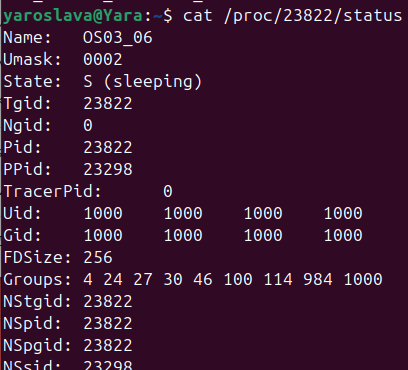 yaroslava@Yara:~$ cat /proc/23822/status
Name: OS03_06
Umask: 0002
State: S (sleeping)
Tgid: 23822
Ngid: 0
Pid: 23822
PPid: 23298
TracerPid: 0
Uid: 1000 1000 1000 1000
Gid: 1000 1000 1000 1000
FDSize: 256
Groups: 4 24 27 30 46 100 114 984 1000
NStgid: 23822
NSpid: 23822
NSpgid: 23822
NSsid: 23298